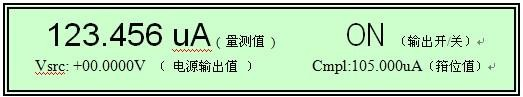 123.456 uA（量测值） ON（输出开/关）
Vsrc: +00.0000V （电源输出值 ） Cmpl:105.000uA（箝位值）